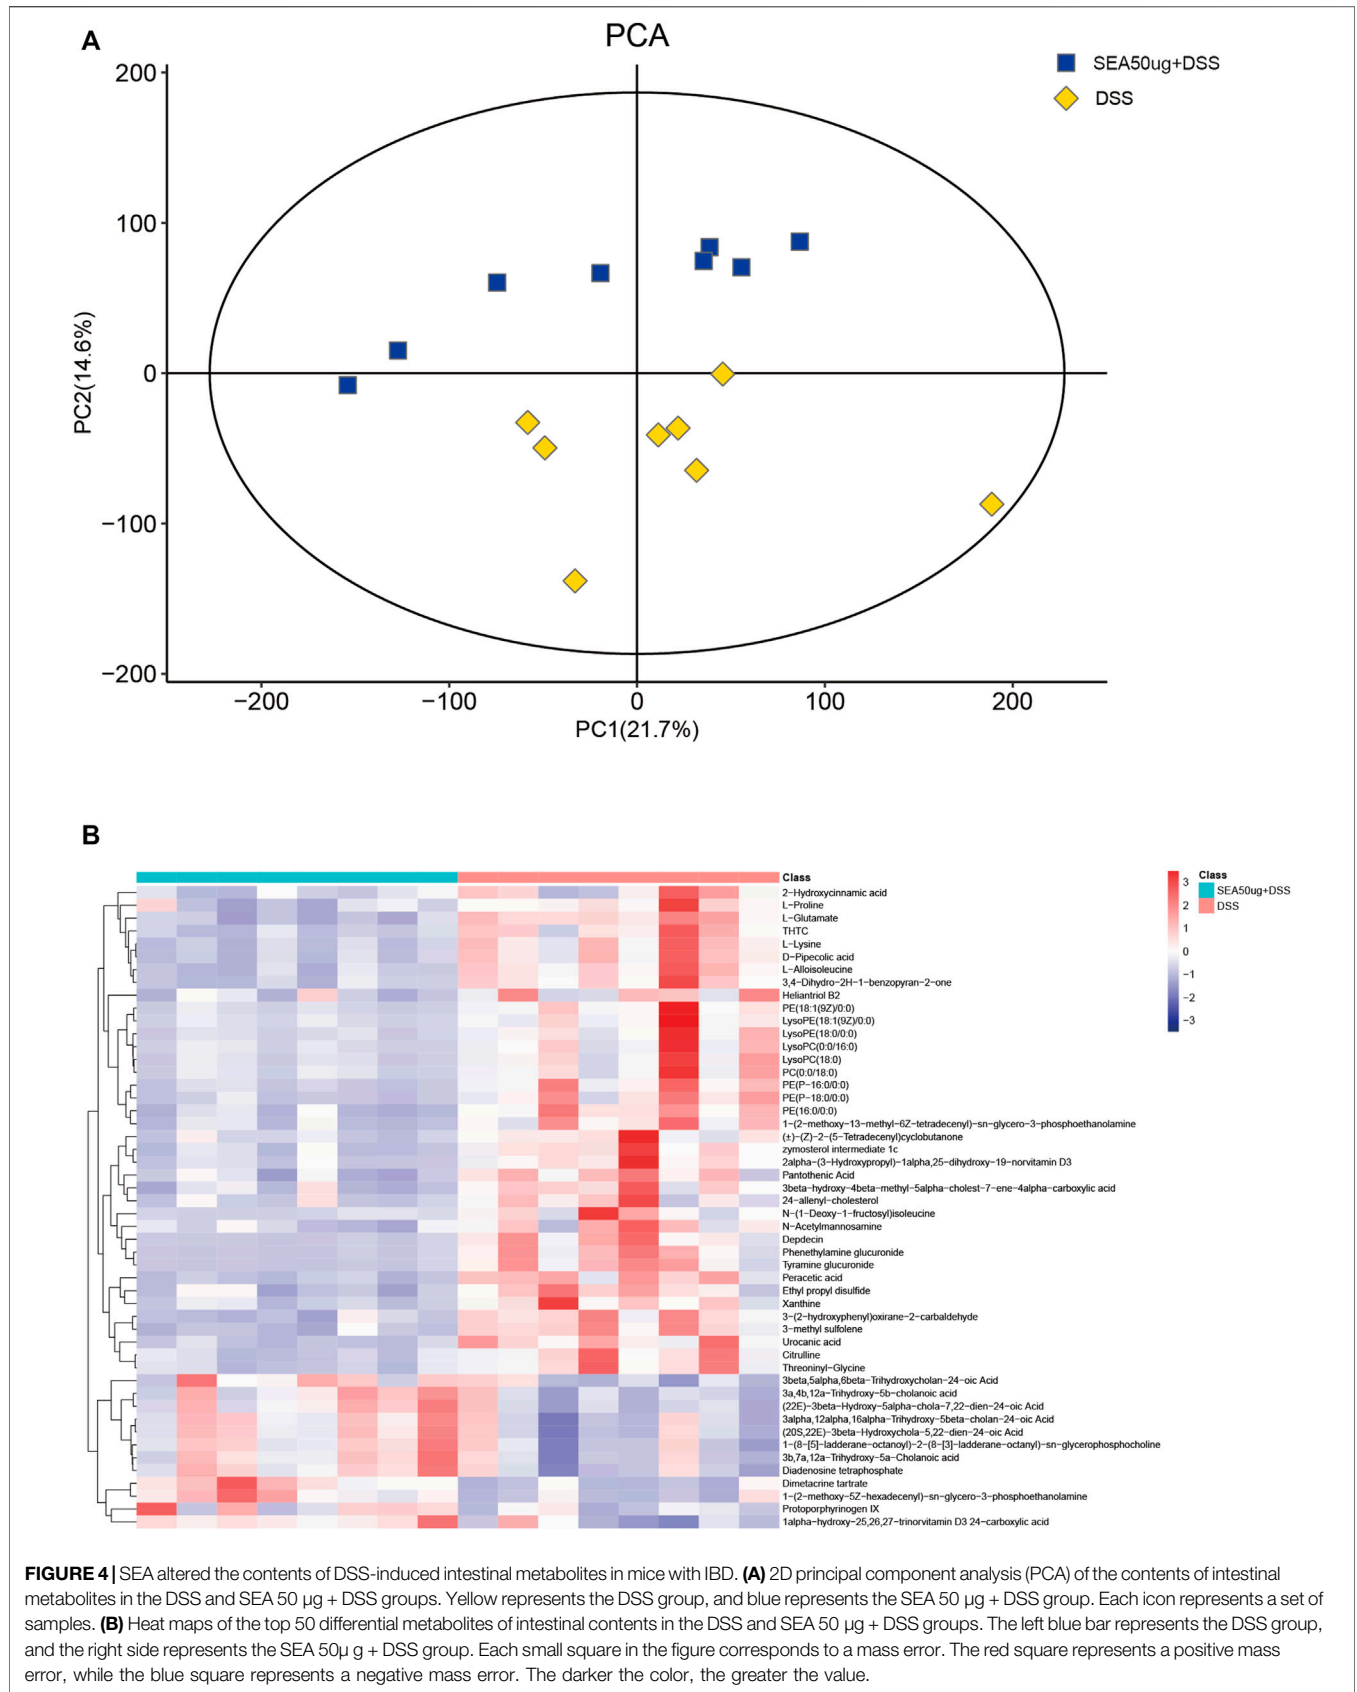 A
PCA
SEA50ug+DSS
DSS
200
100
0
−100
−200
PC2(14.6%)
−200
−100
0
100
200
PC1(21.7%)
B
Class
2−Hydroxycinnamic acid
L−Proline
L−Glutamate
THTC
L−Lysine
D−Pipecolic acid
L−Alloisoleucine
3,4−Dihydro−2H−1−benzopyran−2−one
Heliantriol B2
PE(18:1(9Z)/0:0)
LysoPE(18:1(9Z)/0:0)
LysoPE(18:0/0:0)
LysoPC(0:0/16:0)
LysoPC(18:0)
PC(0:0/18:0)
PE(P−16:0/0:0)
PE(P−18:0/0:0)
PE(16:0/0:0)
1−(2−methoxy−13−methyl−6Z−tetradecenyl)−sn−glycero−3−phosphoethanolamine
(±)−(Z)−2−(5−Tetradecenyl)cyclobutanone
zymosterol intermediate 1c
2alpha−(3−Hydroxypropyl)−1alpha,25−dihydroxy−19−norvitamin D3
Pantothenic Acid
3beta−hydroxy−4beta−methyl−5alpha−cholest−7−ene−4alpha−carboxylic acid
24−allenyl−cholesterol
N−(1−Deoxy−1−fructosyl)isoleucine
N−Acetylmannosamine
Depdecin
Phenethylamine glucuronide
Tyramine glucuronide
Peracetic acid
Ethyl propyl disulfide
Xanthine
3−(2−hydroxyphenyl)oxirane−2−carbaldehyde
3−methyl sulfolene
Urocanic acid
Citrulline
Threoninyl−Glycine
3beta,5alpha,6beta−Trihydroxycholan−24−oic Acid
3a,4b,12a−Trihydroxy−5b−cholanoic acid
(22E)−3beta−Hydroxy−5alpha−chola−7,22−dien−24−oic Acid
3alpha,12alpha,16alpha−Trihydroxy−5beta−cholan−24−oic Acid
(20S,22E)−3beta−Hydroxychola−5,22−dien−24−oic Acid
1−(8−[5]−ladderane−octanoyl)−2−(8−[3]−ladderane−octanyl)−sn−glycerophosphocholine
3b,7a,12a−Trihydroxy−5a−Cholanoic acid
Diadenosine tetraphosphate
Dimetacrine tartrate
1−(2−methoxy−5Z−hexadecenyl)−sn−glycero−3−phosphoethanolamine
Protoporphyrinogen IX
1alpha−hydroxy−25,26,27−trinorvitamin D3 24−carboxylic acid
3
2
1
0
−1
−2
−3
Class
SEA50ug+DSS
DSS
FIGURE 4 | SEA altered the contents of DSS-induced intestinal metabolites in mice with IBD. (A) 2D principal component analysis (PCA) of the contents of intestinal
metabolites in the DSS and SEA 50 µg + DSS groups. Yellow represents the DSS group, and blue represents the SEA 50 µg + DSS group. Each icon represents a set of
samples. (B) Heat maps of the top 50 differential metabolites of intestinal contents in the DSS and SEA 50 µg + DSS groups. The left blue bar represents the DSS group,
and the right side represents the SEA 50µ g + DSS group. Each small square in the figure corresponds to a mass error. The red square represents a positive mass
error, while the blue square represents a negative mass error. The darker the color, the greater the value.